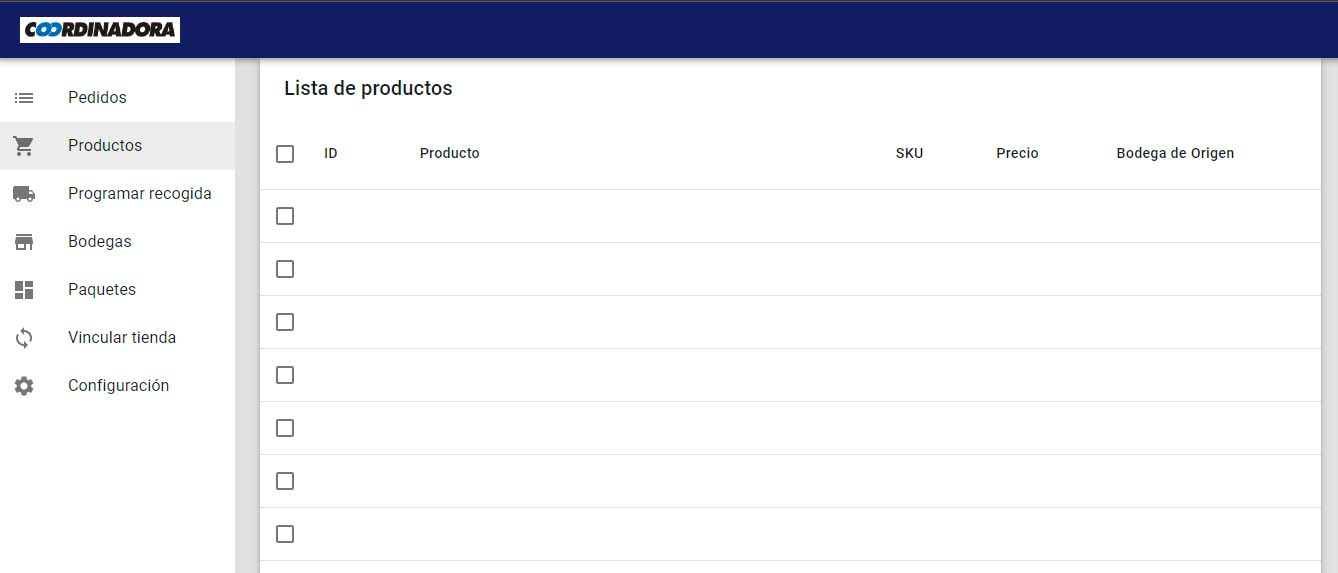 COORDINADORA
Lista de productos
Pedidos
Productos
Programar recogida
Bodegas
Paquetes
Vincular tienda
Configuración
ID Producto SKU Precio Bodega de Origen